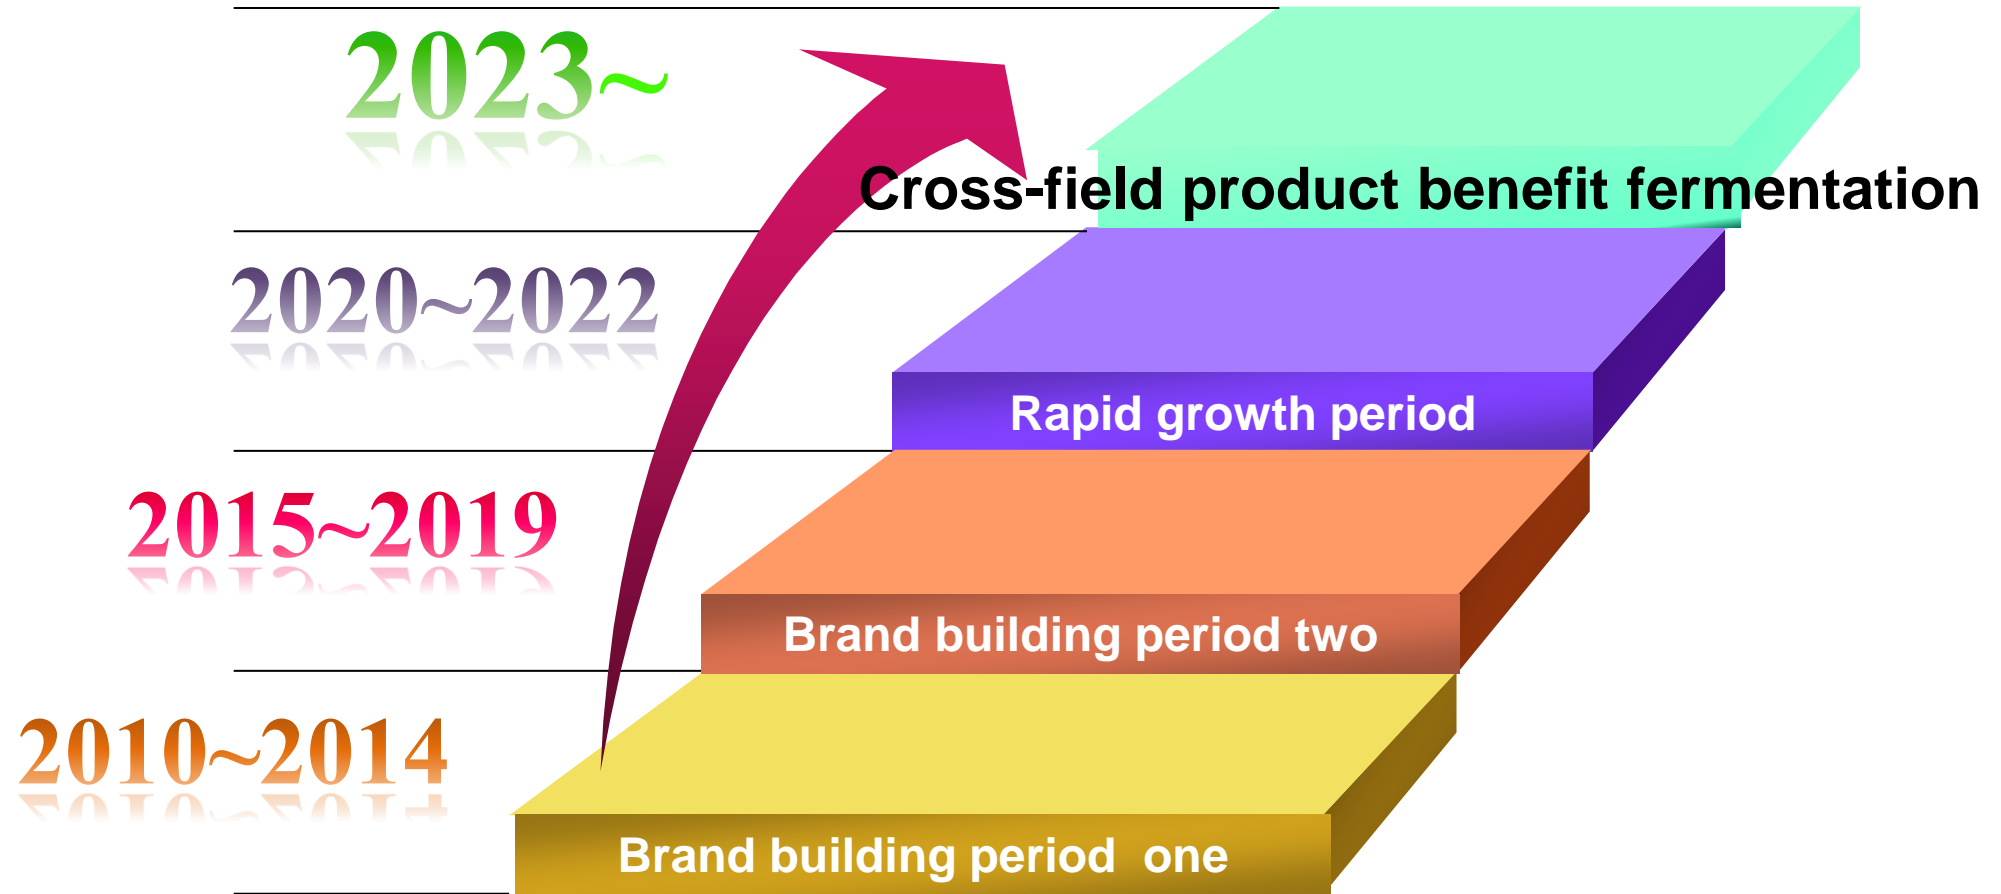 2023~
Cross-field product benefit fermentation
2020~2022
Rapid growth period
2015~2019
Brand building period two
2010~2014
Brand building period  one